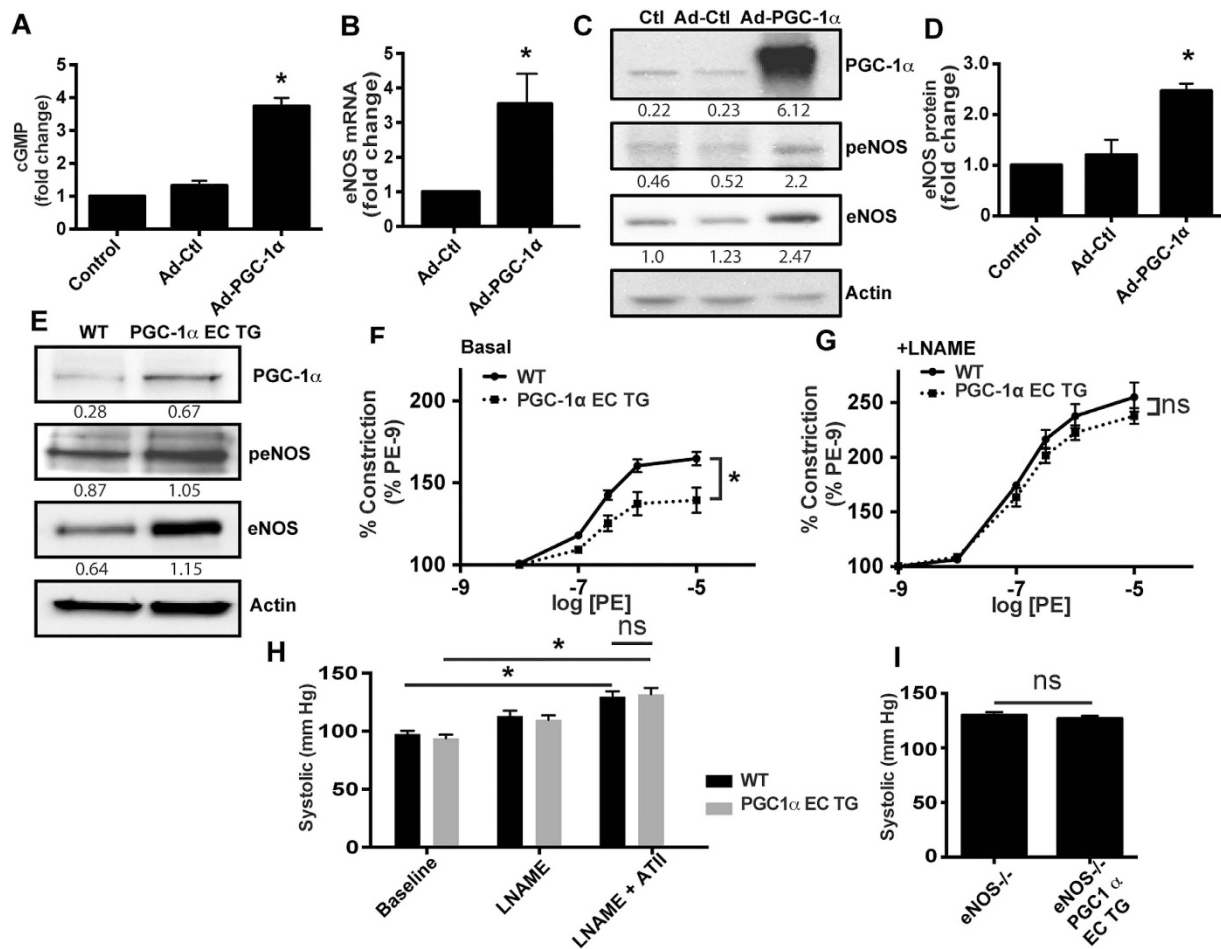 A
cGMP
(fold change)
5
4
3
2
1
0
*
Control
Ad-Ctl
Ad-PGC-1α
B
eNOS mRNA
(fold change)
5
4
3
2
1
0
*
Ad-Ctl
Ad-PGC-1α
C
Ctl Ad-Ctl Ad-PGC-1α
PGC-1α
0.22 0.23 6.12
peNOS
0.46 0.52 2.2
eNOS
1.0 1.23 2.47
Actin
D
eNOS protein
(fold change)
3.0
2.0
1.0
0
*
Control
Ad-Ctl
Ad-PGC-1α
E
WT PGC-1α EC TG
PGC-1α
0.28 0.67
peNOS
0.87 1.05
eNOS
0.64 1.15
Actin
F
Basal
WT
PGC-1α EC TG
% Constriction
(% PE-9)
200
150
100
*
-9 -7 -5
log [PE]
G
+LNAME
WT
PGC-1α EC TG
% Constriction
(% PE-9)
250
200
150
100
ns
-9 -7 -5
log [PE]
H
Systolic (mm Hg)
150
100
50
0
*
*
ns
Baseline
LNAME
LNAME + ATII
WT
PGC1α EC TG
I
Systolic (mm Hg)
150
100
50
0
ns
eNOS-/-
eNOS-/-
PGC1 α
EC TG